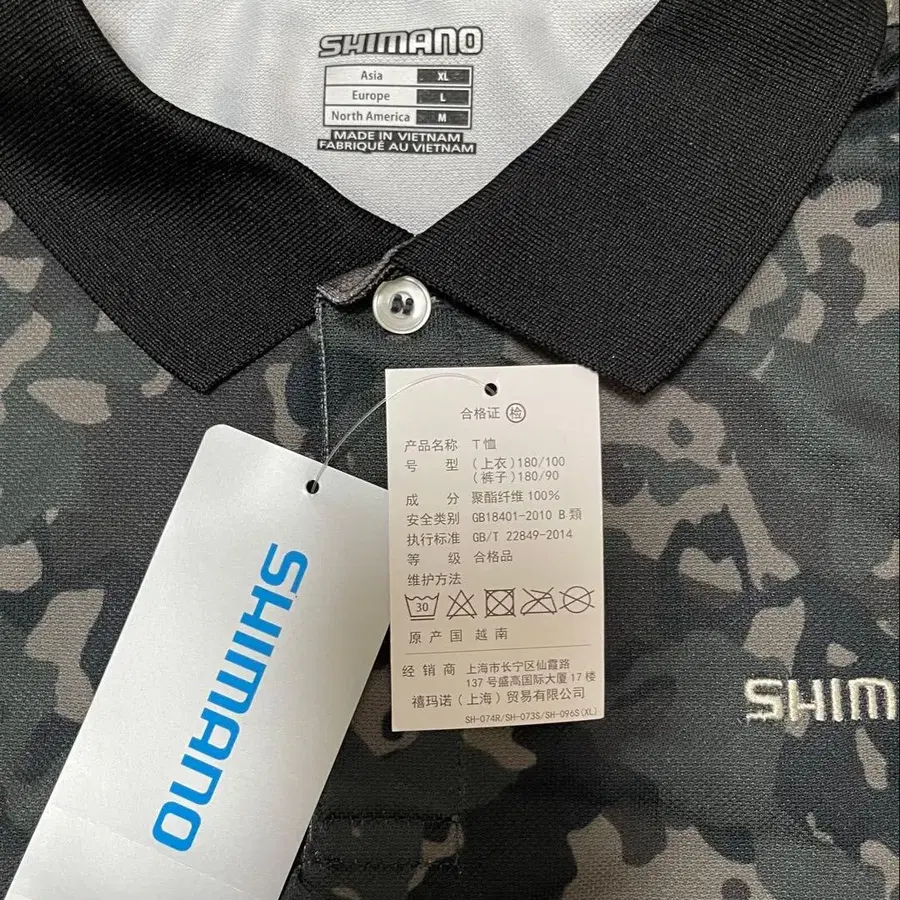 SHIMANO
Asia XL
Europe L
North America M
MADE IN VIETNAM
FABRIQUÉ AU VIETNAM
合格证 检
产品名称 T恤
号 型 (上衣)180/100
(裤子)180/90
成 分 聚酯纤维 100%
安全类别 GB18401-2010 B 類
执行标准 GB/T 22849-2014
等 级 合格品
维护方法
30
原 产 国 越 南
经 销 商 上海市长宁区仙霞路
137 号盛高国际大厦 17 楼
禧玛诺(上海)贸易有限公司
SH-074R/SH-073S/SH-096S(XL)
SHIMANO
SHIM